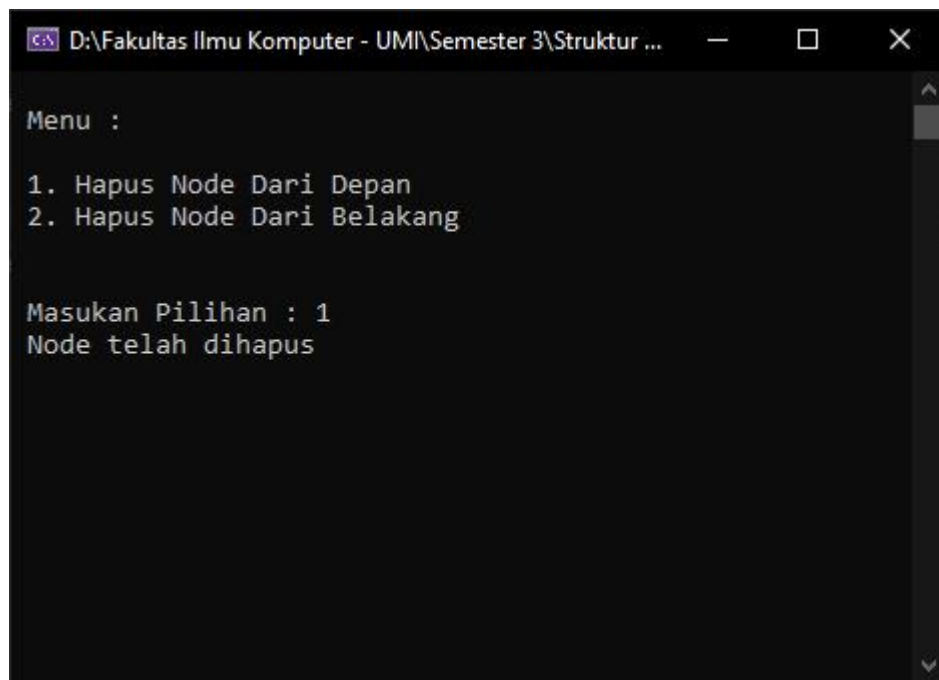 D:\Fakultas Ilmu Komputer - UMI\Semester 3\Struktur ...
Menu :
1. Hapus Node Dari Depan
2. Hapus Node Dari Belakang
Masukan Pilihan : 1
Node telah dihapus